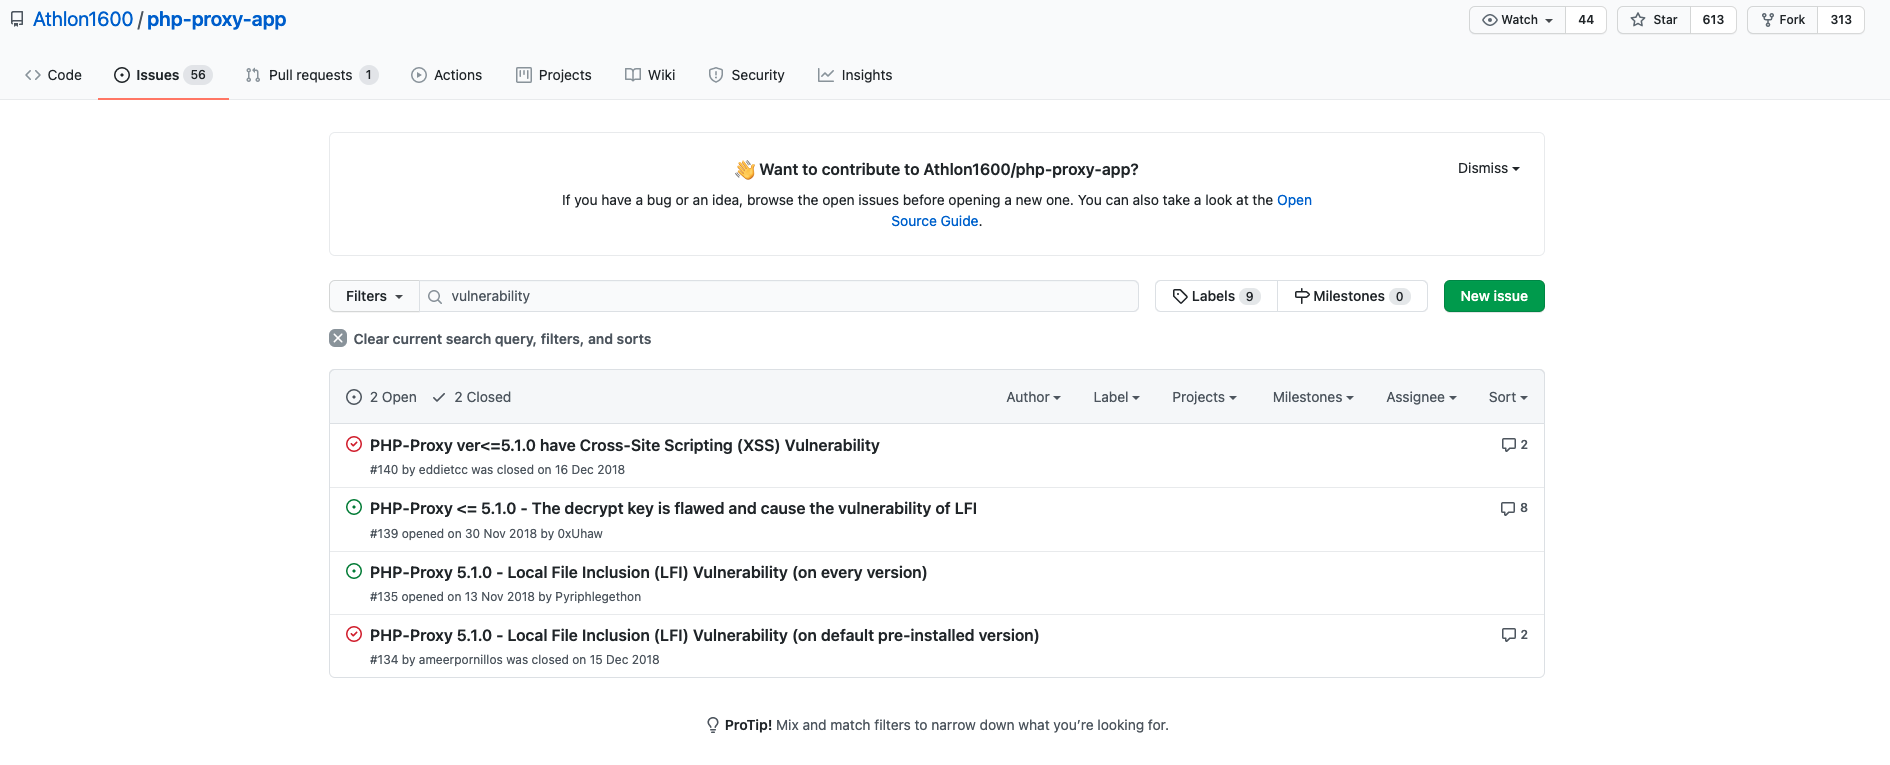 Athlon1600 / php-proxy-app
Watch 44 Star 613 Fork 313
Code Issues 56 Pull requests 1 Actions Projects Wiki Security Insights
👋 Want to contribute to Athlon1600/php-proxy-app?
Dismiss
If you have a bug or an idea, browse the open issues before opening a new one. You can also take a look at the Open
Source Guide.
Filters vulnerability Labels 9 Milestones 0 New issue
Clear current search query, filters, and sorts
2 Open 2 Closed Author Label Projects Milestones Assignee Sort
PHP-Proxy ver<=5.1.0 have Cross-Site Scripting (XSS) Vulnerability 2
#140 by eddietcc was closed on 16 Dec 2018
PHP-Proxy <= 5.1.0 - The decrypt key is flawed and cause the vulnerability of LFI 8
#139 opened on 30 Nov 2018 by 0xUhaw
PHP-Proxy 5.1.0 - Local File Inclusion (LFI) Vulnerability (on every version)
#135 opened on 13 Nov 2018 by Pyriphlegethon
PHP-Proxy 5.1.0 - Local File Inclusion (LFI) Vulnerability (on default pre-installed version) 2
#134 by ameerpornillos was closed on 15 Dec 2018
ProTip! Mix and match filters to narrow down what you’re looking for.